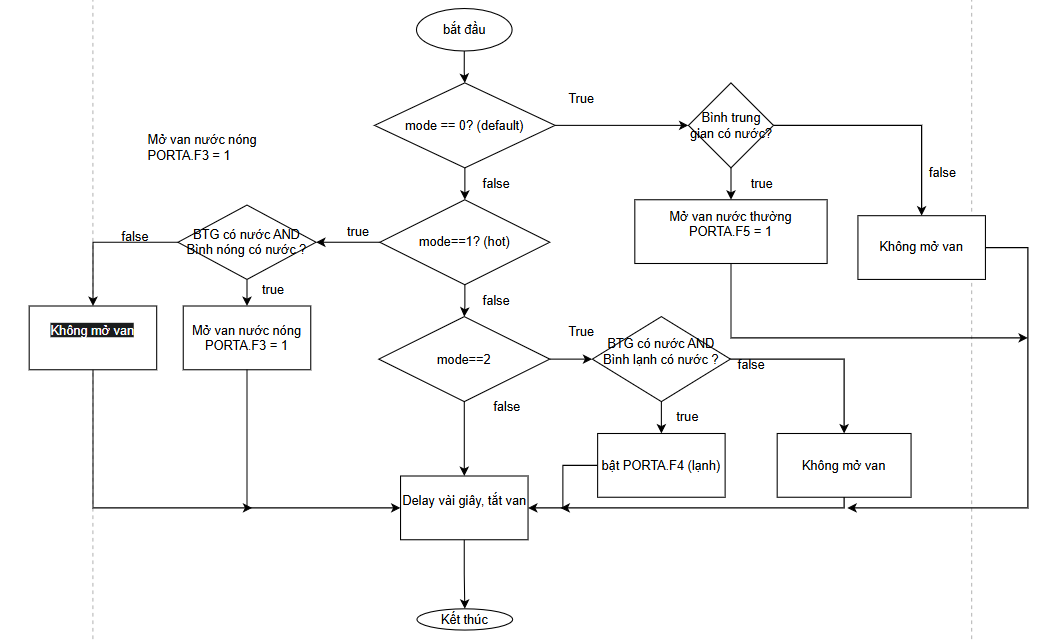 bắt đầu
True
mode == 0? (default)
Bình trung
gian có nước?
Mở van nước nóng
PORTA.F3 = 1
false
true
false
Mở van nước thường
PORTA.F5 = 1
Không mở van
false
BTG có nước AND
Bình nóng có nước ?
true
mode==1? (hot)
true
false
Không mở van
Mở van nước nóng
PORTA.F3 = 1
mode==2
True
BTG có nước AND
Bình lạnh có nước ?
false
false
true
bật PORTA.F4 (lạnh)
Không mở van
Delay vài giây, tắt van
Kết thúc